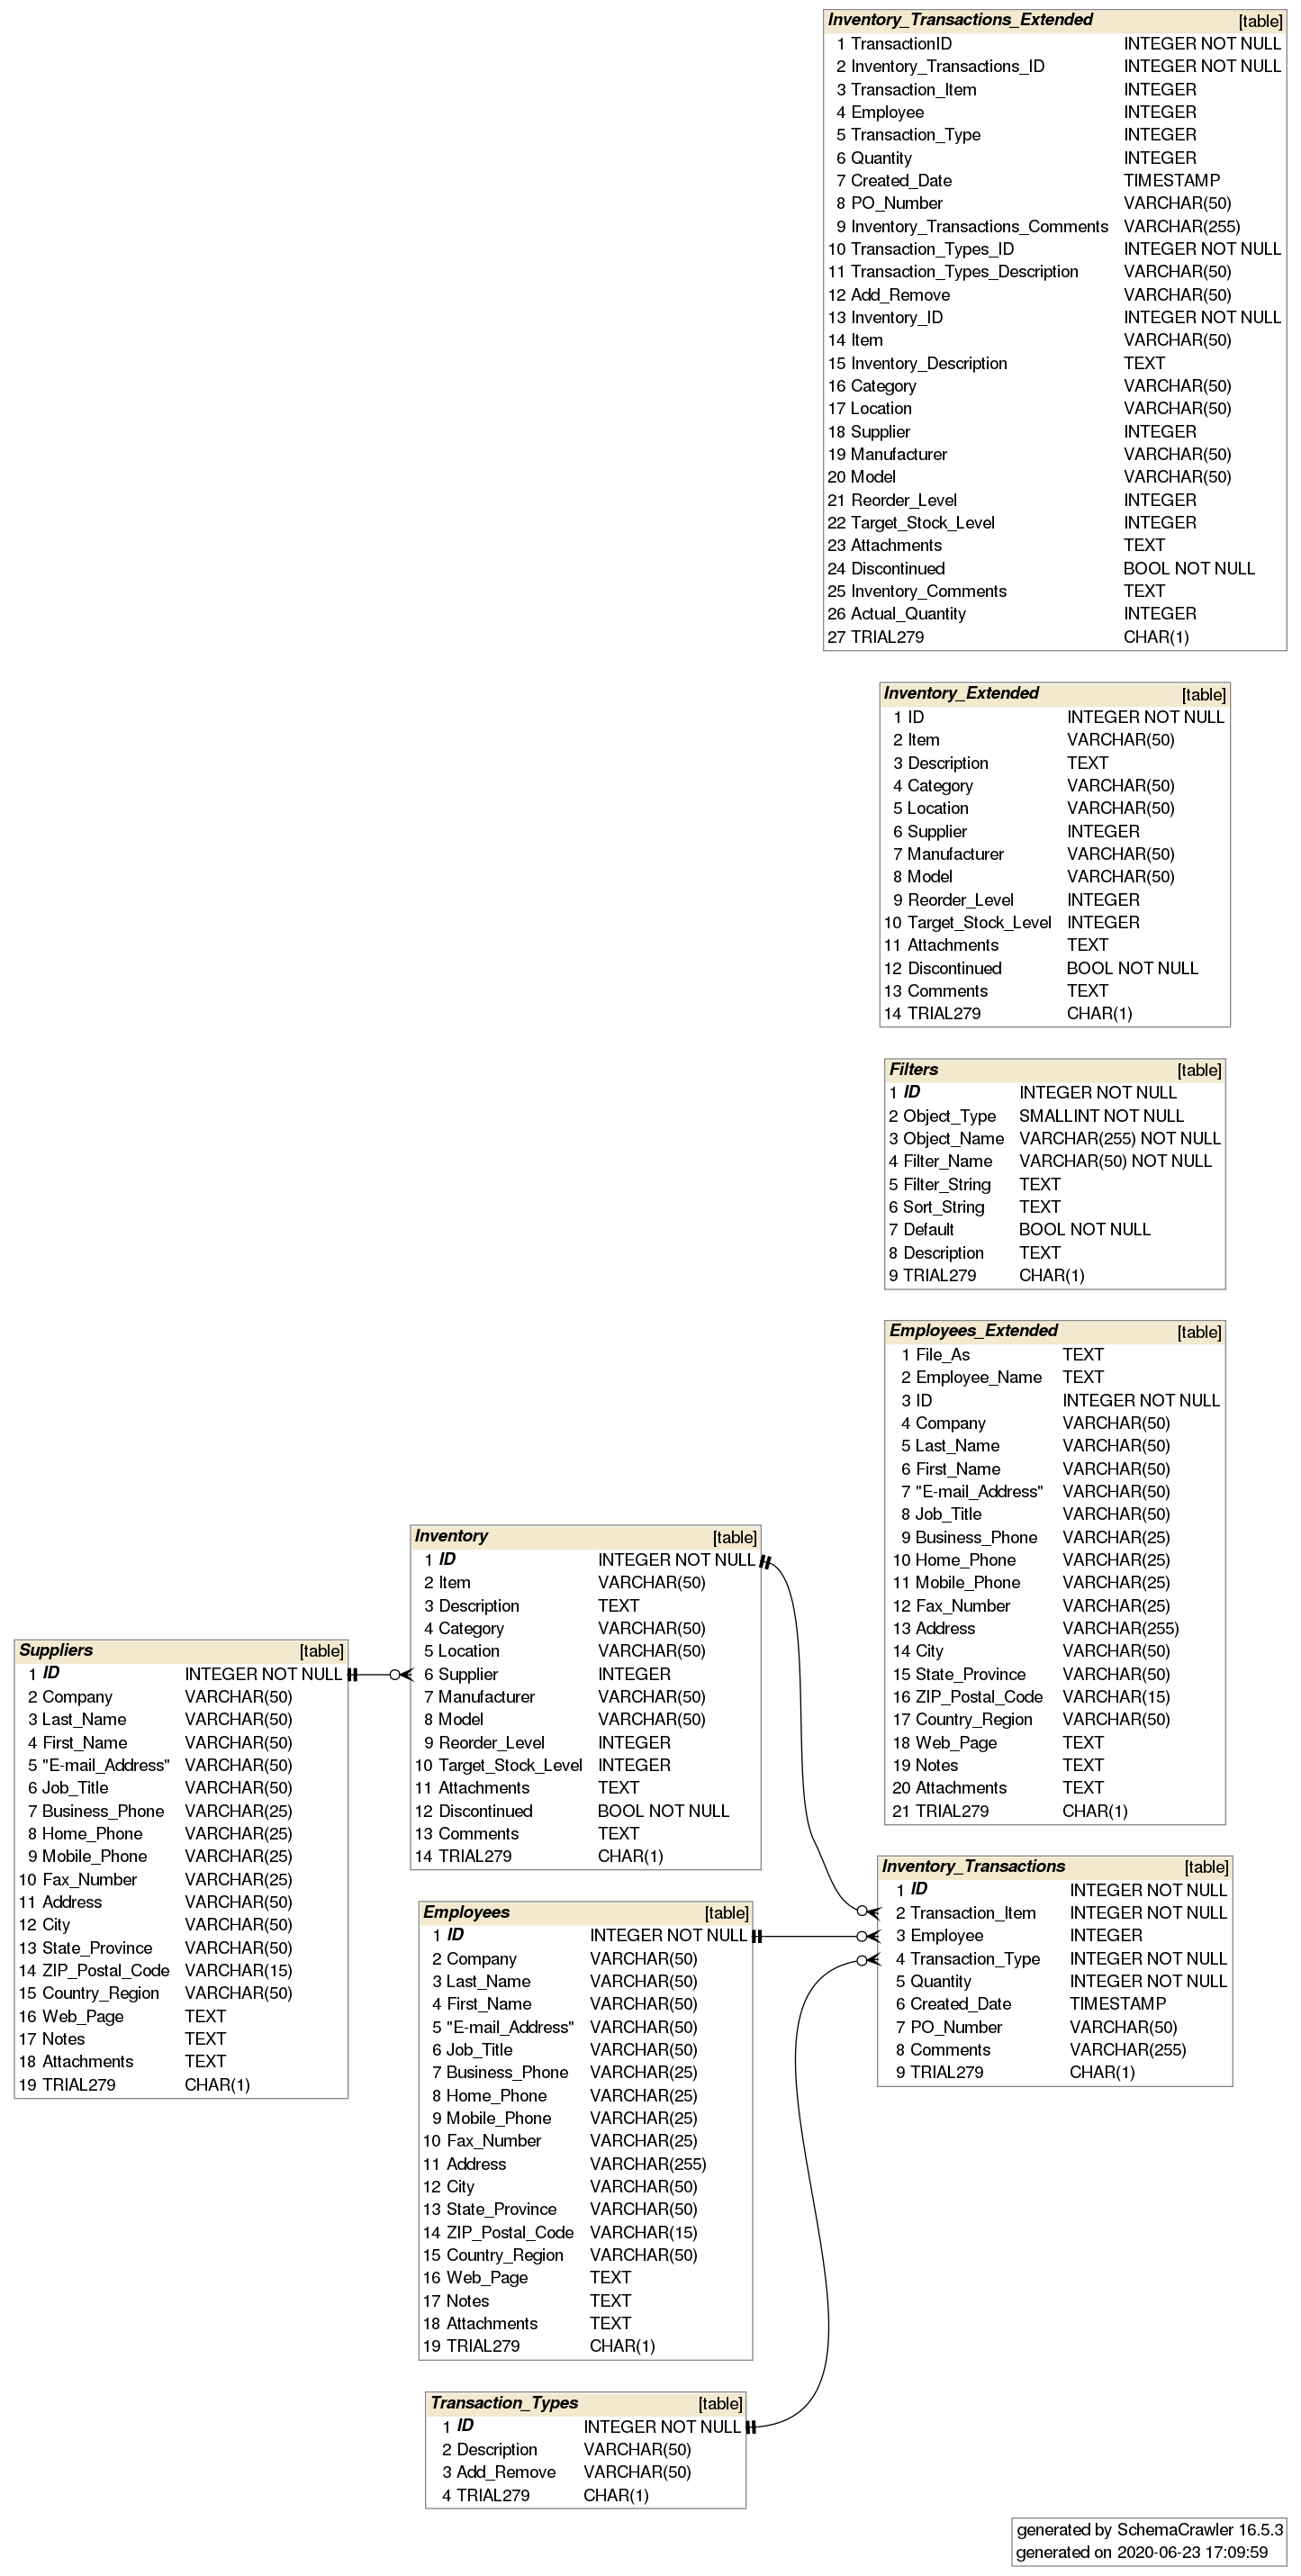 Inventory_Transactions_Extended [table]
1 TransactionID INTEGER NOT NULL
2 Inventory_Transactions_ID INTEGER NOT NULL
3 Transaction_Item INTEGER
4 Employee INTEGER
5 Transaction_Type INTEGER
6 Quantity INTEGER
7 Created_Date TIMESTAMP
8 PO_Number VARCHAR(50)
9 Inventory_Transactions_Comments VARCHAR(255)
10 Transaction_Types_ID INTEGER NOT NULL
11 Transaction_Types_Description VARCHAR(50)
12 Add_Remove VARCHAR(50)
13 Inventory_ID INTEGER NOT NULL
14 Item VARCHAR(50)
15 Inventory_Description TEXT
16 Category VARCHAR(50)
17 Location VARCHAR(50)
18 Supplier INTEGER
19 Manufacturer VARCHAR(50)
20 Model VARCHAR(50)
21 Reorder_Level INTEGER
22 Target_Stock_Level INTEGER
23 Attachments TEXT
24 Discontinued BOOL NOT NULL
25 Inventory_Comments TEXT
26 Actual_Quantity INTEGER
27 TRIAL279 CHAR(1)
Inventory_Extended [table]
1 ID INTEGER NOT NULL
2 Item VARCHAR(50)
3 Description TEXT
4 Category VARCHAR(50)
5 Location VARCHAR(50)
6 Supplier INTEGER
7 Manufacturer VARCHAR(50)
8 Model VARCHAR(50)
9 Reorder_Level INTEGER
10 Target_Stock_Level INTEGER
11 Attachments TEXT
12 Discontinued BOOL NOT NULL
13 Comments TEXT
14 TRIAL279 CHAR(1)
Filters [table]
1 ID INTEGER NOT NULL
2 Object_Type SMALLINT NOT NULL
3 Object_Name VARCHAR(255) NOT NULL
4 Filter_Name VARCHAR(50) NOT NULL
5 Filter_String TEXT
6 Sort_String TEXT
7 Default BOOL NOT NULL
8 Description TEXT
9 TRIAL279 CHAR(1)
Employees_Extended [table]
1 File_As TEXT
2 Employee_Name TEXT
3 ID INTEGER NOT NULL
4 Company VARCHAR(50)
5 Last_Name VARCHAR(50)
6 First_Name VARCHAR(50)
7 "E-mail_Address" VARCHAR(50)
8 Job_Title VARCHAR(50)
9 Business_Phone VARCHAR(25)
10 Home_Phone VARCHAR(25)
11 Mobile_Phone VARCHAR(25)
12 Fax_Number VARCHAR(25)
13 Address VARCHAR(255)
14 City VARCHAR(50)
15 State_Province VARCHAR(50)
16 ZIP_Postal_Code VARCHAR(15)
17 Country_Region VARCHAR(50)
18 Web_Page TEXT
19 Notes TEXT
20 Attachments TEXT
21 TRIAL279 CHAR(1)
Inventory [table]
1 ID INTEGER NOT NULL
2 Item VARCHAR(50)
3 Description TEXT
4 Category VARCHAR(50)
5 Location VARCHAR(50)
6 Supplier INTEGER
7 Manufacturer VARCHAR(50)
8 Model VARCHAR(50)
9 Reorder_Level INTEGER
10 Target_Stock_Level INTEGER
11 Attachments TEXT
12 Discontinued BOOL NOT NULL
13 Comments TEXT
14 TRIAL279 CHAR(1)
Suppliers [table]
1 ID INTEGER NOT NULL
2 Company VARCHAR(50)
3 Last_Name VARCHAR(50)
4 First_Name VARCHAR(50)
5 "E-mail_Address" VARCHAR(50)
6 Job_Title VARCHAR(50)
7 Business_Phone VARCHAR(25)
8 Home_Phone VARCHAR(25)
9 Mobile_Phone VARCHAR(25)
10 Fax_Number VARCHAR(25)
11 Address VARCHAR(50)
12 City VARCHAR(50)
13 State_Province VARCHAR(50)
14 ZIP_Postal_Code VARCHAR(15)
15 Country_Region VARCHAR(50)
16 Web_Page TEXT
17 Notes TEXT
18 Attachments TEXT
19 TRIAL279 CHAR(1)
Inventory_Transactions [table]
1 ID INTEGER NOT NULL
2 Transaction_Item INTEGER NOT NULL
3 Employee INTEGER
4 Transaction_Type INTEGER NOT NULL
5 Quantity INTEGER NOT NULL
6 Created_Date TIMESTAMP
7 PO_Number VARCHAR(50)
8 Comments VARCHAR(255)
9 TRIAL279 CHAR(1)
Employees [table]
1 ID INTEGER NOT NULL
2 Company VARCHAR(50)
3 Last_Name VARCHAR(50)
4 First_Name VARCHAR(50)
5 "E-mail_Address" VARCHAR(50)
6 Job_Title VARCHAR(50)
7 Business_Phone VARCHAR(25)
8 Home_Phone VARCHAR(25)
9 Mobile_Phone VARCHAR(25)
10 Fax_Number VARCHAR(25)
11 Address VARCHAR(255)
12 City VARCHAR(50)
13 State_Province VARCHAR(50)
14 ZIP_Postal_Code VARCHAR(15)
15 Country_Region VARCHAR(50)
16 Web_Page TEXT
17 Notes TEXT
18 Attachments TEXT
19 TRIAL279 CHAR(1)
Transaction_Types [table]
1 ID INTEGER NOT NULL
2 Description VARCHAR(50)
3 Add_Remove VARCHAR(50)
4 TRIAL279 CHAR(1)
generated by SchemaCrawler 16.5.3
generated on 2020-06-23 17:09:59